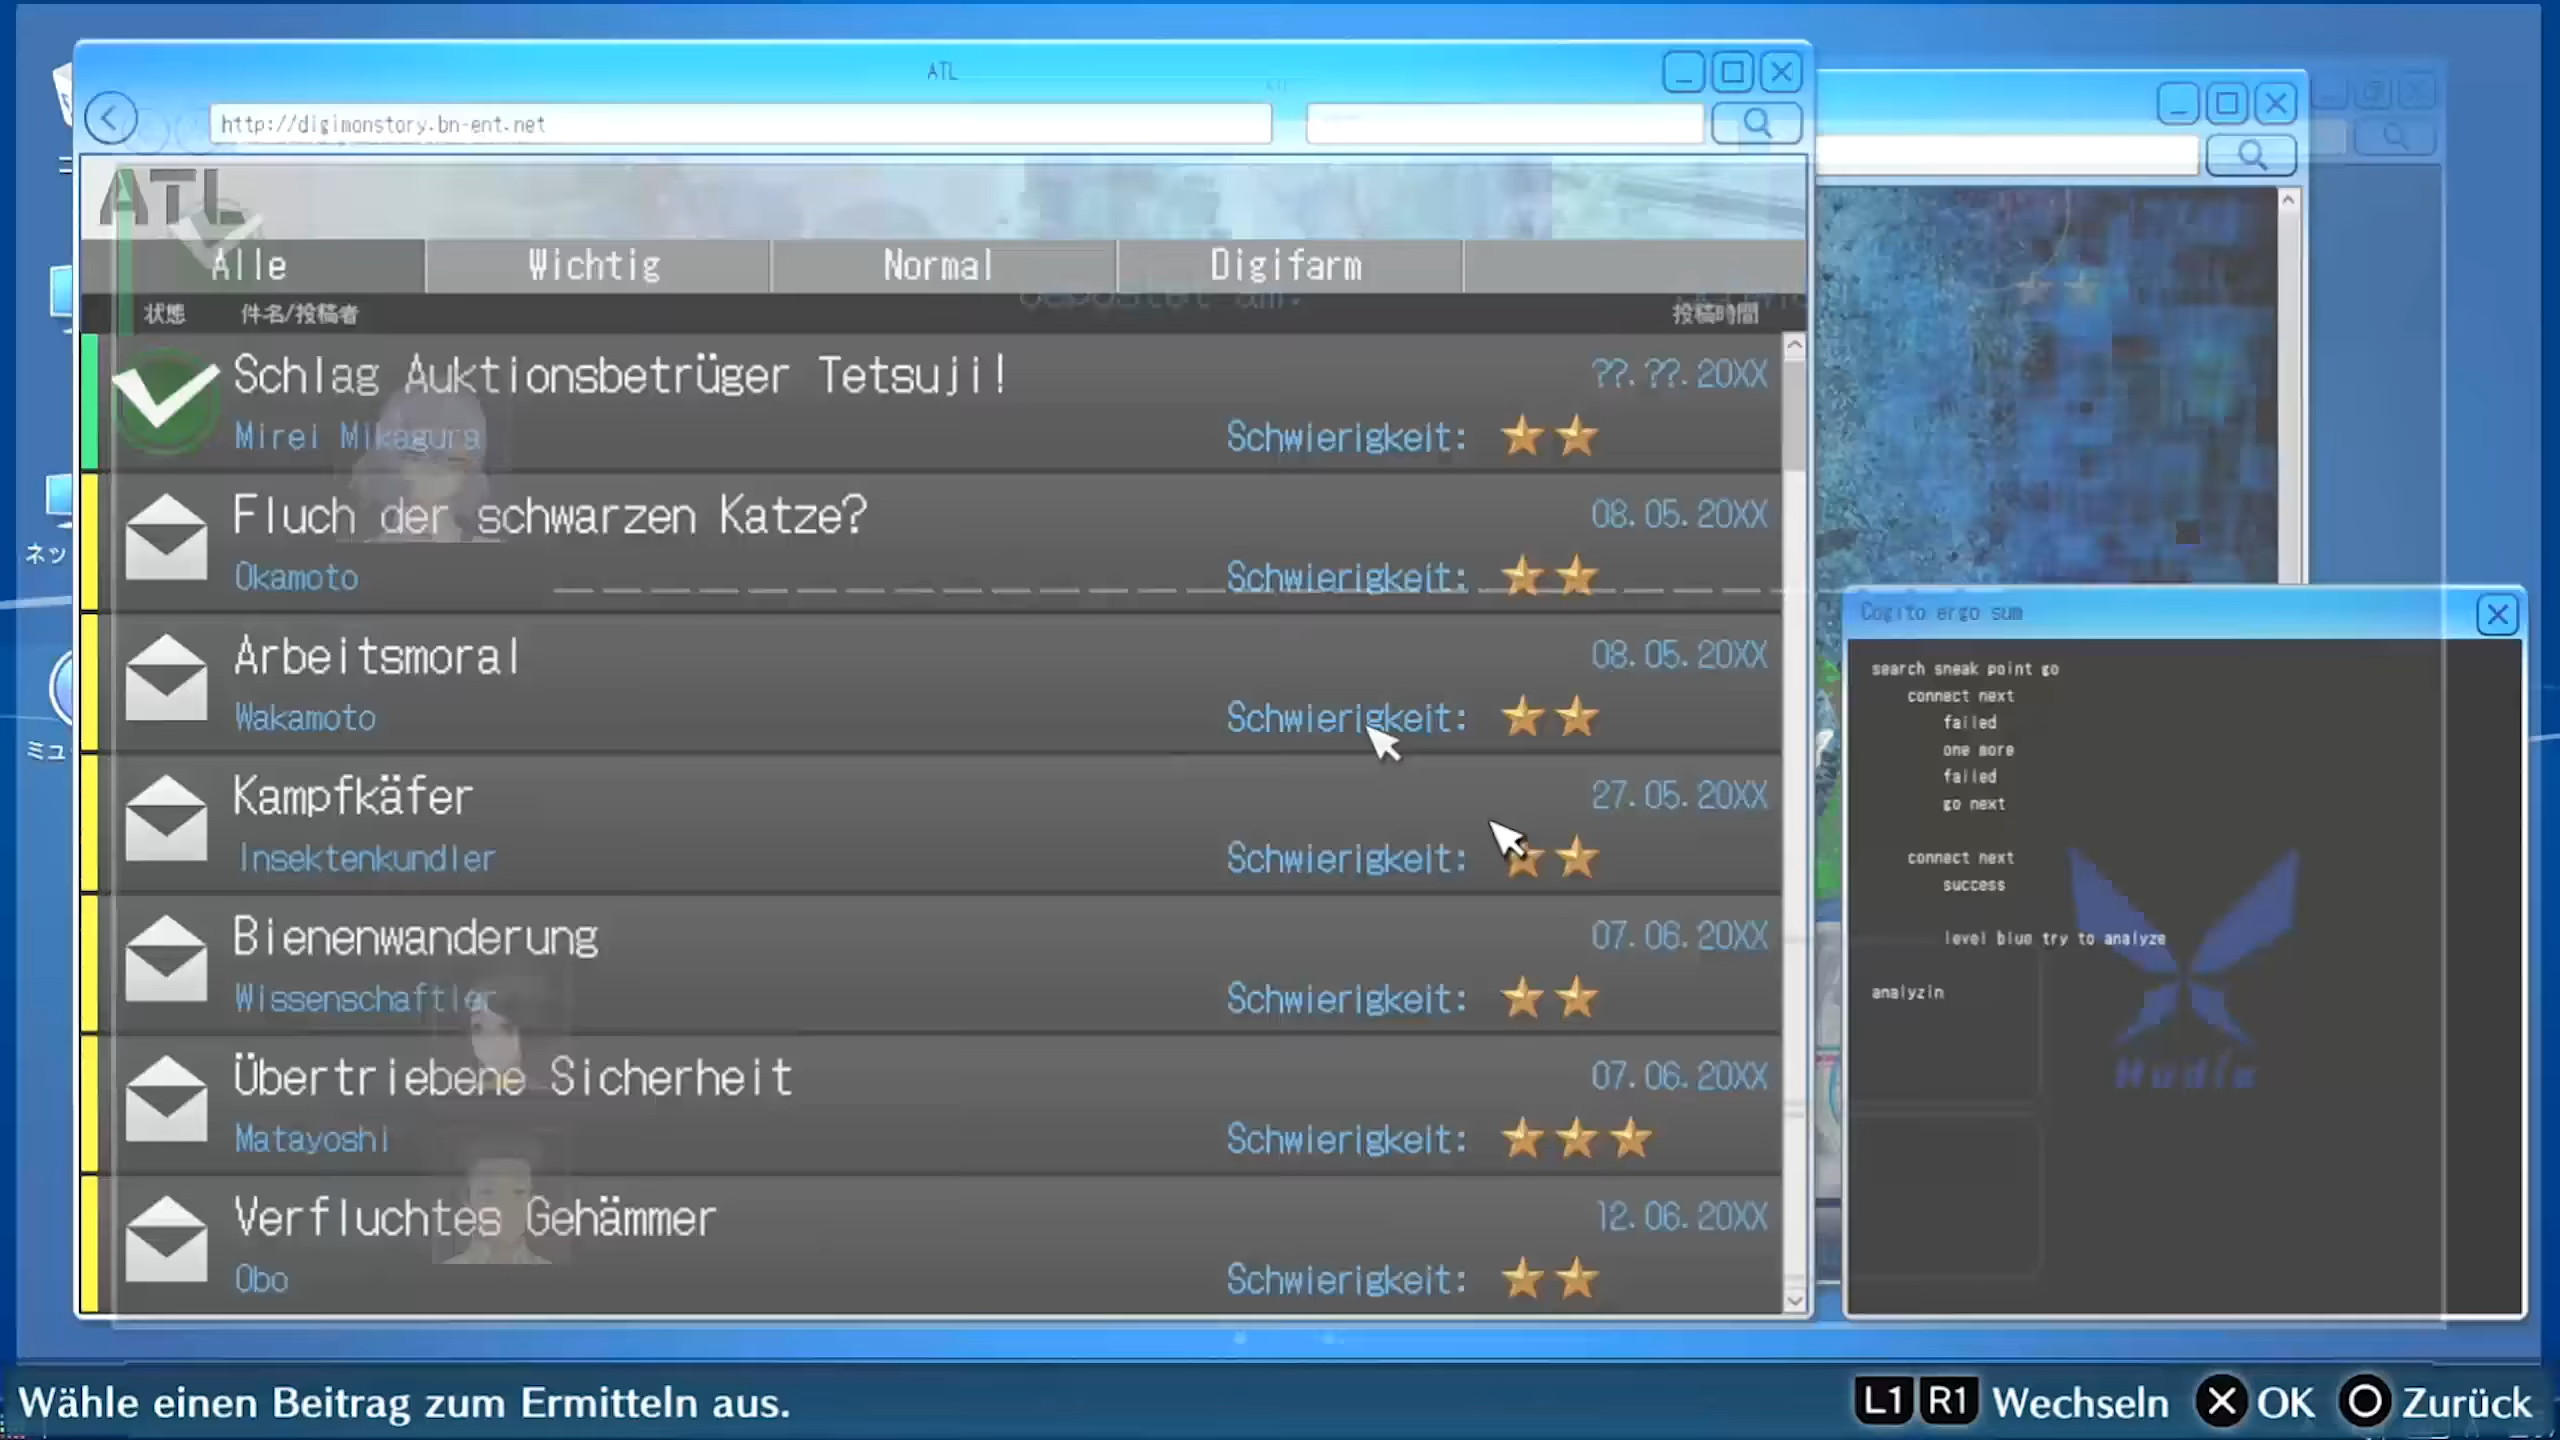 ATL
http://digimonstory.bn-ent.net
ATL
Alle
Wichtig
Normal
Digifarm
状態
件名/投稿者
投稿時間
Schlag Auktionsbetrüger Tetsuji!
??.??.20XX
Mirei Mikagura
Schwierigkeit:
Fluch der schwarzen Katze?
08.05.20XX
Okamoto
Schwierigkeit:
Arbeitsmoral
08.05.20XX
Wakamoto
Schwierigkeit:
Kampfkäfer
27.05.20XX
Insektenkundler
Schwierigkeit:
Bienenwanderung
07.06.20XX
Wissenschaftler
Schwierigkeit:
Übertriebene Sicherheit
07.06.20XX
Matayoshi
Schwierigkeit:
Verfluchtes Gehämmer
12.06.20XX
Obo
Schwierigkeit:
ネッ
ミュ
Cogito ergo sum
search sneak point go
connect next
failed
one more
failed
go next
connect next
success
level blue try to analyze
analyzin
Hudie
Wähle einen Beitrag zum Ermitteln aus.
L1 R1 Wechseln
OK
Zurück